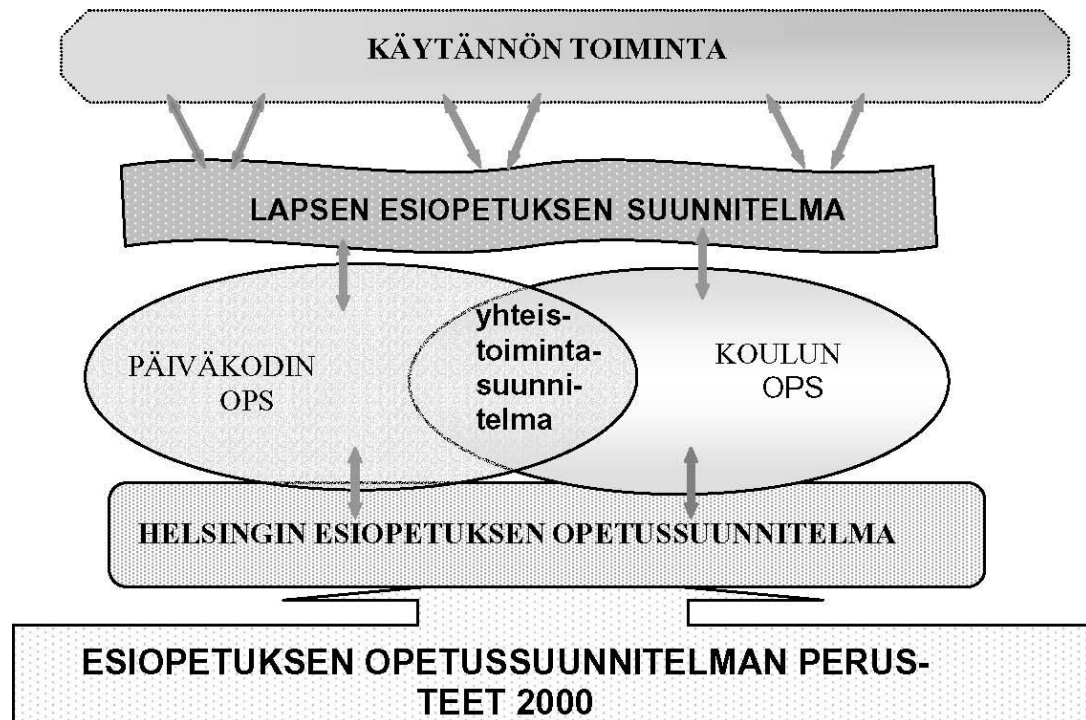 KÄYTÄNNÖN TOIMINTA
LAPSEN ESIOPETUKSEN SUUNNITELMA
PÄIVÄKODIN
OPS
yhteis-
toiminta-
suunni-
telma
KOULUN
OPS
HELSINGIN ESIOPETUKSEN OPETUSSUUNNITELMA
ESIOPETUKSEN OPETUSSUUNNITELMAN PERUS-
TEET 2000